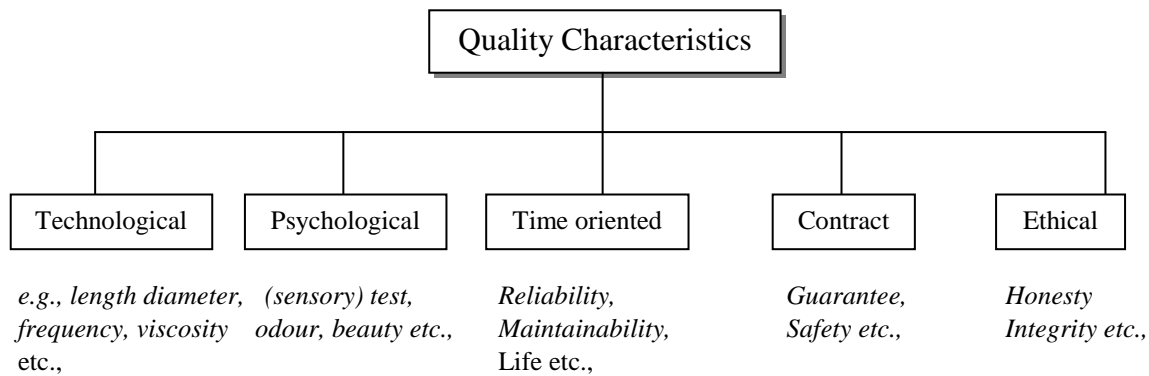 Quality Characteristics
Technological
Psychological
Time oriented
Contract
Ethical
e.g., length diameter,
frequency, viscosity
etc.,
(sensory) test,
odour, beauty etc.,
Reliability,
Maintainability,
Life etc.,
Guarantee,
Safety etc.,
Honesty
Integrity etc.,